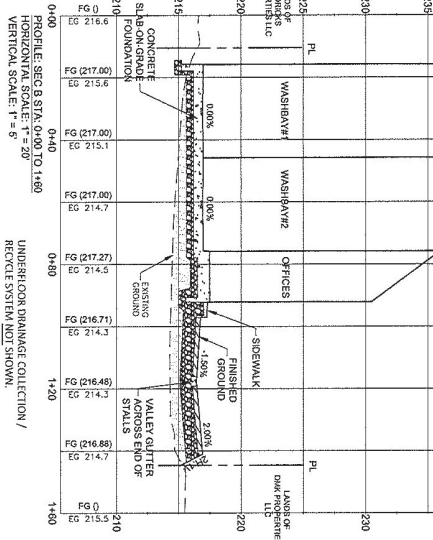 235
235
230
230
LANDS OF
DMK PROPERTIE
LLC
225
225
PL
PL
WASHBAY#1
WASHBAY#2
OFFICES
SIDEWALK
220
220
FINISHED
GROUND
0.00%
0.00%
-1.50%
2.00%
215
215
CONCRETE
SLAB-ON-GRADE
FOUNDATION
EXISTING
GROUND
VALLEY GUTTER
ACROSS END OF
STALLS
210
210
FG ()
EG 216.6
FG (217.00)
EG 215.6
FG (217.00)
EG 215.1
FG (217.00)
EG 214.7
FG (217.27)
EG 214.5
FG (216.71)
EG 214.3
FG (216.48)
EG 214.3
FG (216.88)
EG 214.7
FG ()
EG 215.5
0+00
0+40
0+80
1+20
1+60
PROFILE: SEC B STA: 0+00 TO 1+60
HORIZONTAL SCALE: 1" = 20'
VERTICAL SCALE: 1" = 5'
UNDERFLOOR DRAINAGE COLLECTION /
RECYCLE SYSTEM NOT SHOWN.